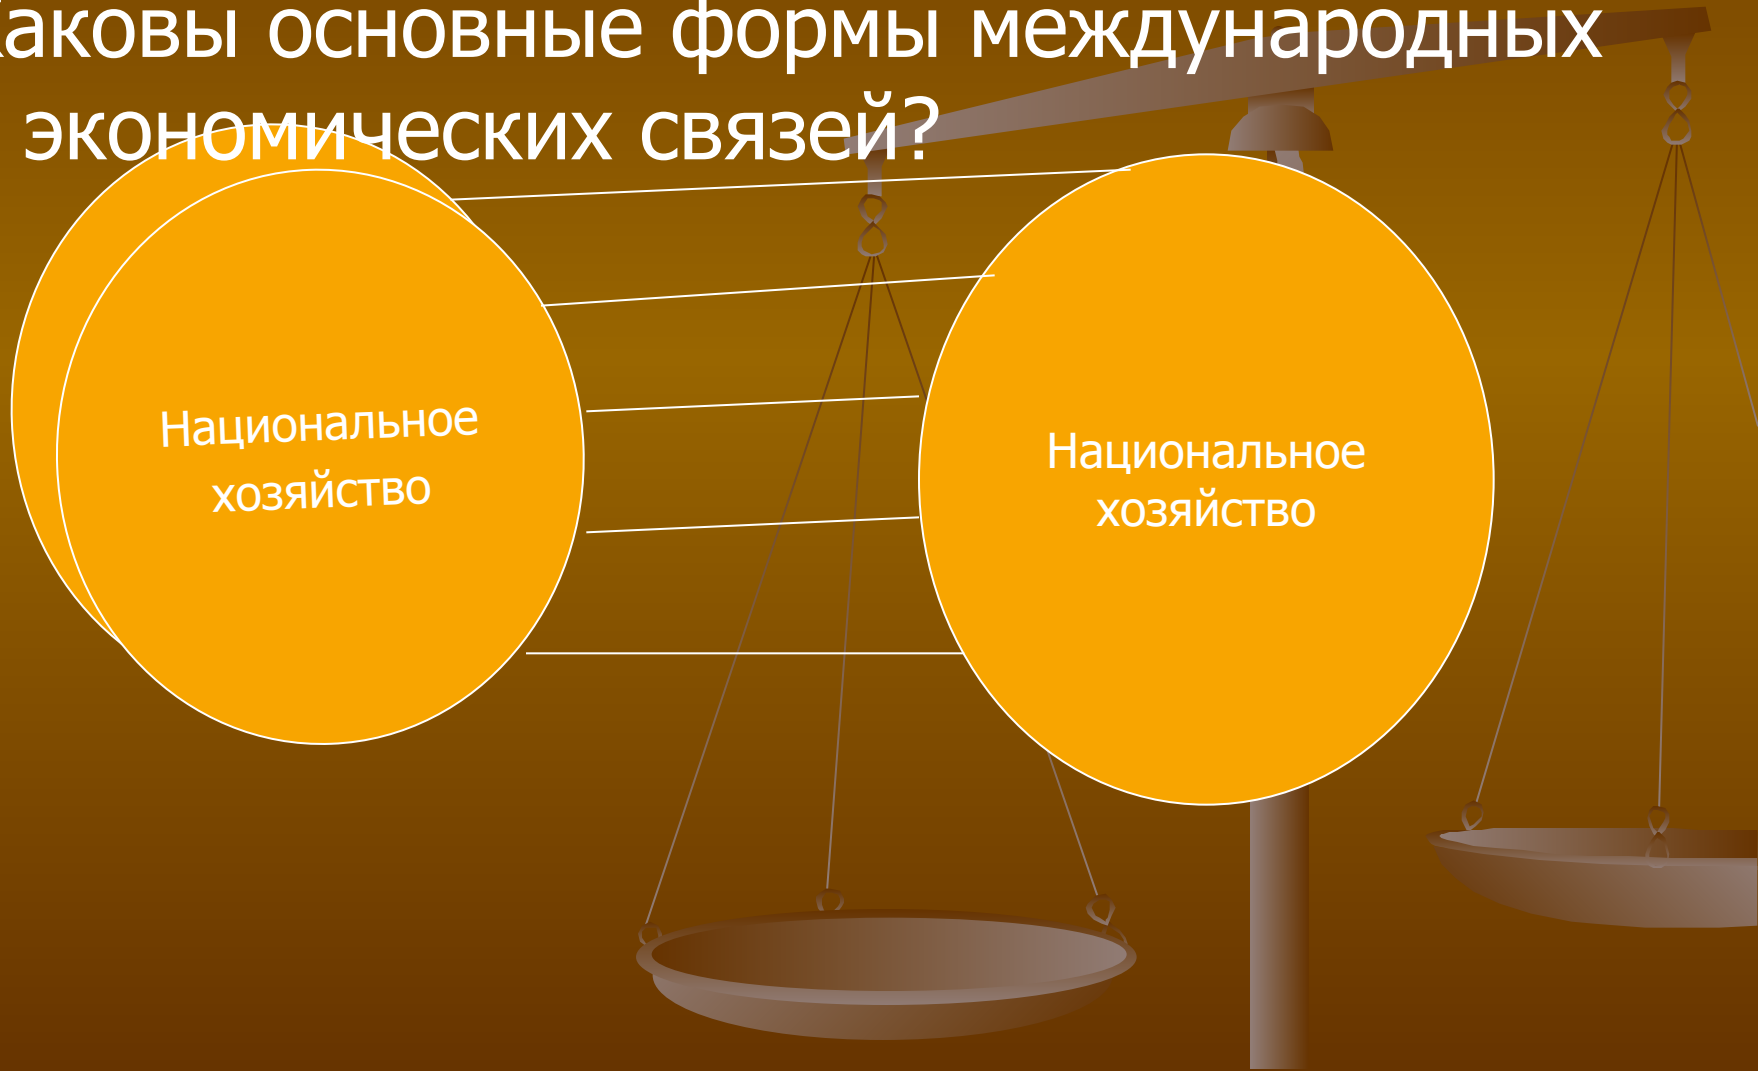 аковы основные формы международных
экономических связей?
Национальное
хозяйство
Национальное
хозяйство